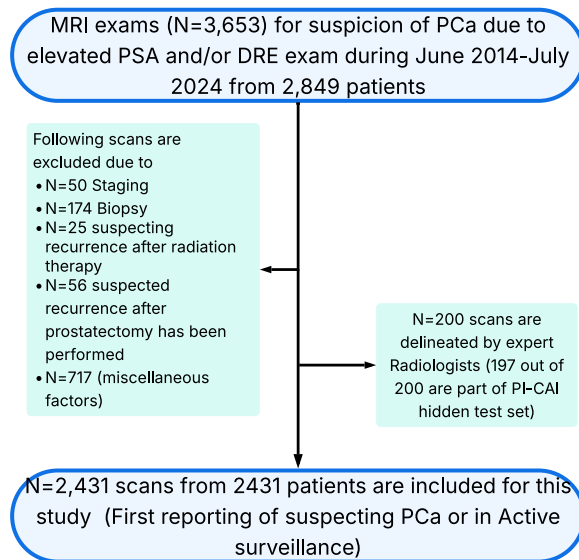 MRI exams (N=3,653) for suspicion of PCa due to
elevated PSA and/or DRE exam during June 2014-July
2024 from 2,849 patients
Following scans are
excluded due to
•N=50 Staging
•N=174 Biopsy
•N=25 suspecting
recurrence after radiation
therapy
•N=56 suspected
recurrence after
prostatectomy has been
performed
•N=717 (miscellaneous
factors)
N=200 scans are
delineated by expert
Radiologists (197 out of
200 are part of PI-CAI
hidden test set)
N=2,431 scans from 2431 patients are included for this
study (First reporting of suspecting PCa or in Active
surveillance)